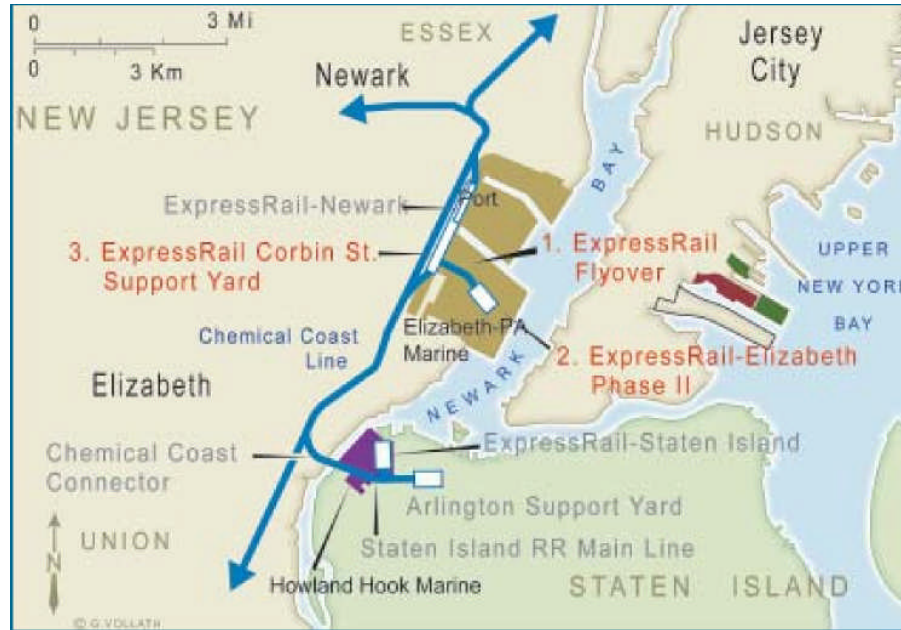 0 3 Mi
0 3 Km
ESSEX
Newark
Jersey
City
NEW JERSEY
HUDSON
BAY
ExpressRail-Newark
Port
3. ExpressRail Corbin St.
Support Yard
1. ExpressRail
Flyover
UPPER
NEW YORK
BAY
Chemical Coast
Line
Elizabeth-PA
Marine
2. ExpressRail-Elizabeth
Phase II
Elizabeth
NEWARK
Chemical Coast
Connector
ExpressRail-Staten Island
Arlington Support Yard
UNION
Staten Island RR Main Line
N
Howland Hook Marine
STATEN ISLAND
© G.VOLLATH